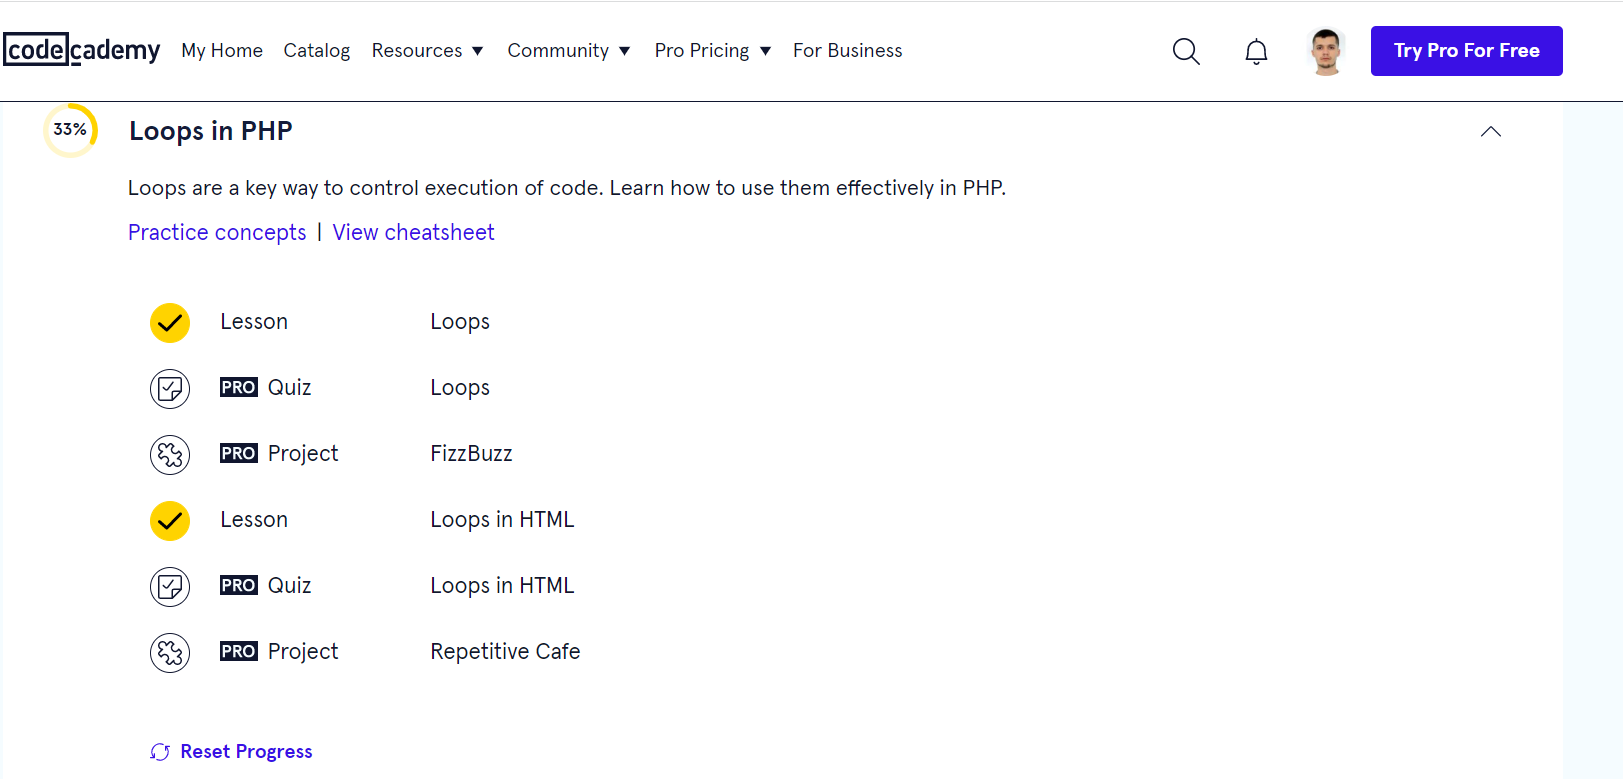 codecademy My Home Catalog Resources ▼ Community ▼ Pro Pricing ▼ For Business Try Pro For Free
33% Loops in PHP
Loops are a key way to control execution of code. Learn how to use them effectively in PHP.
Practice concepts | View cheatsheet
Lesson Loops
PRO Quiz Loops
PRO Project FizzBuzz
Lesson Loops in HTML
PRO Quiz Loops in HTML
PRO Project Repetitive Cafe
Reset Progress